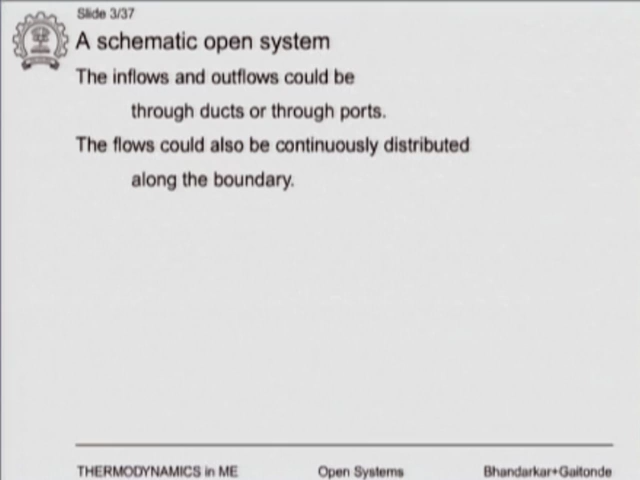 Slide 3/37
A schematic open system
The inflows and outflows could be
through ducts or through ports.
The flows could also be continuously distributed
along the boundary.
THERMODYNAMICS in ME Open Systems Bhandarkar+Gaitonde